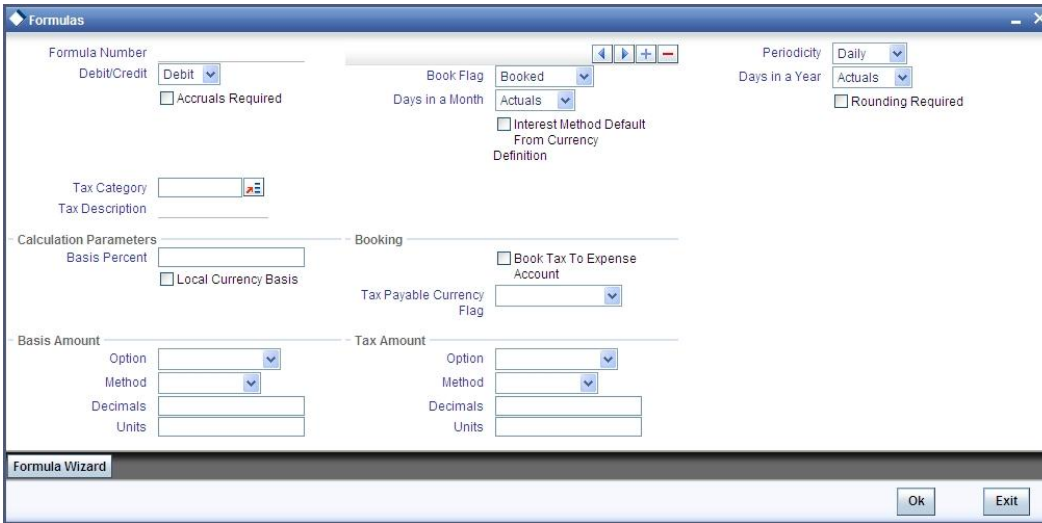 Formulas
Formula Number
Periodicity Daily
Debit/Credit Debit
Book Flag Booked
Days in a Year Actuals
Accruals Required
Days in a Month Actuals
Rounding Required
Interest Method Default
From Currency
Definition
Tax Category
Tax Description
Calculation Parameters
Booking
Basis Percent
Book Tax To Expense
Account
Local Currency Basis
Tax Payable Currency
Flag
Basis Amount
Tax Amount
Option
Option
Method
Method
Decimals
Decimals
Units
Units
Formula Wizard
Ok
Exit